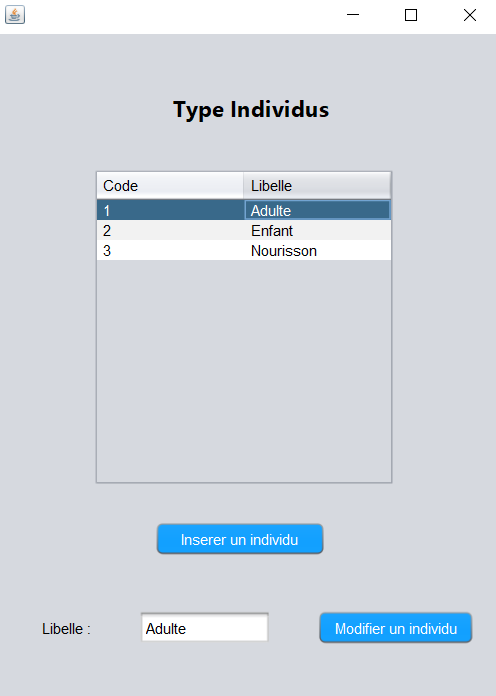 Type Individus
Code Libelle
1 Adulte
2 Enfant
3 Nourisson
Inserer un individu
Libelle : Adulte Modifier un individu